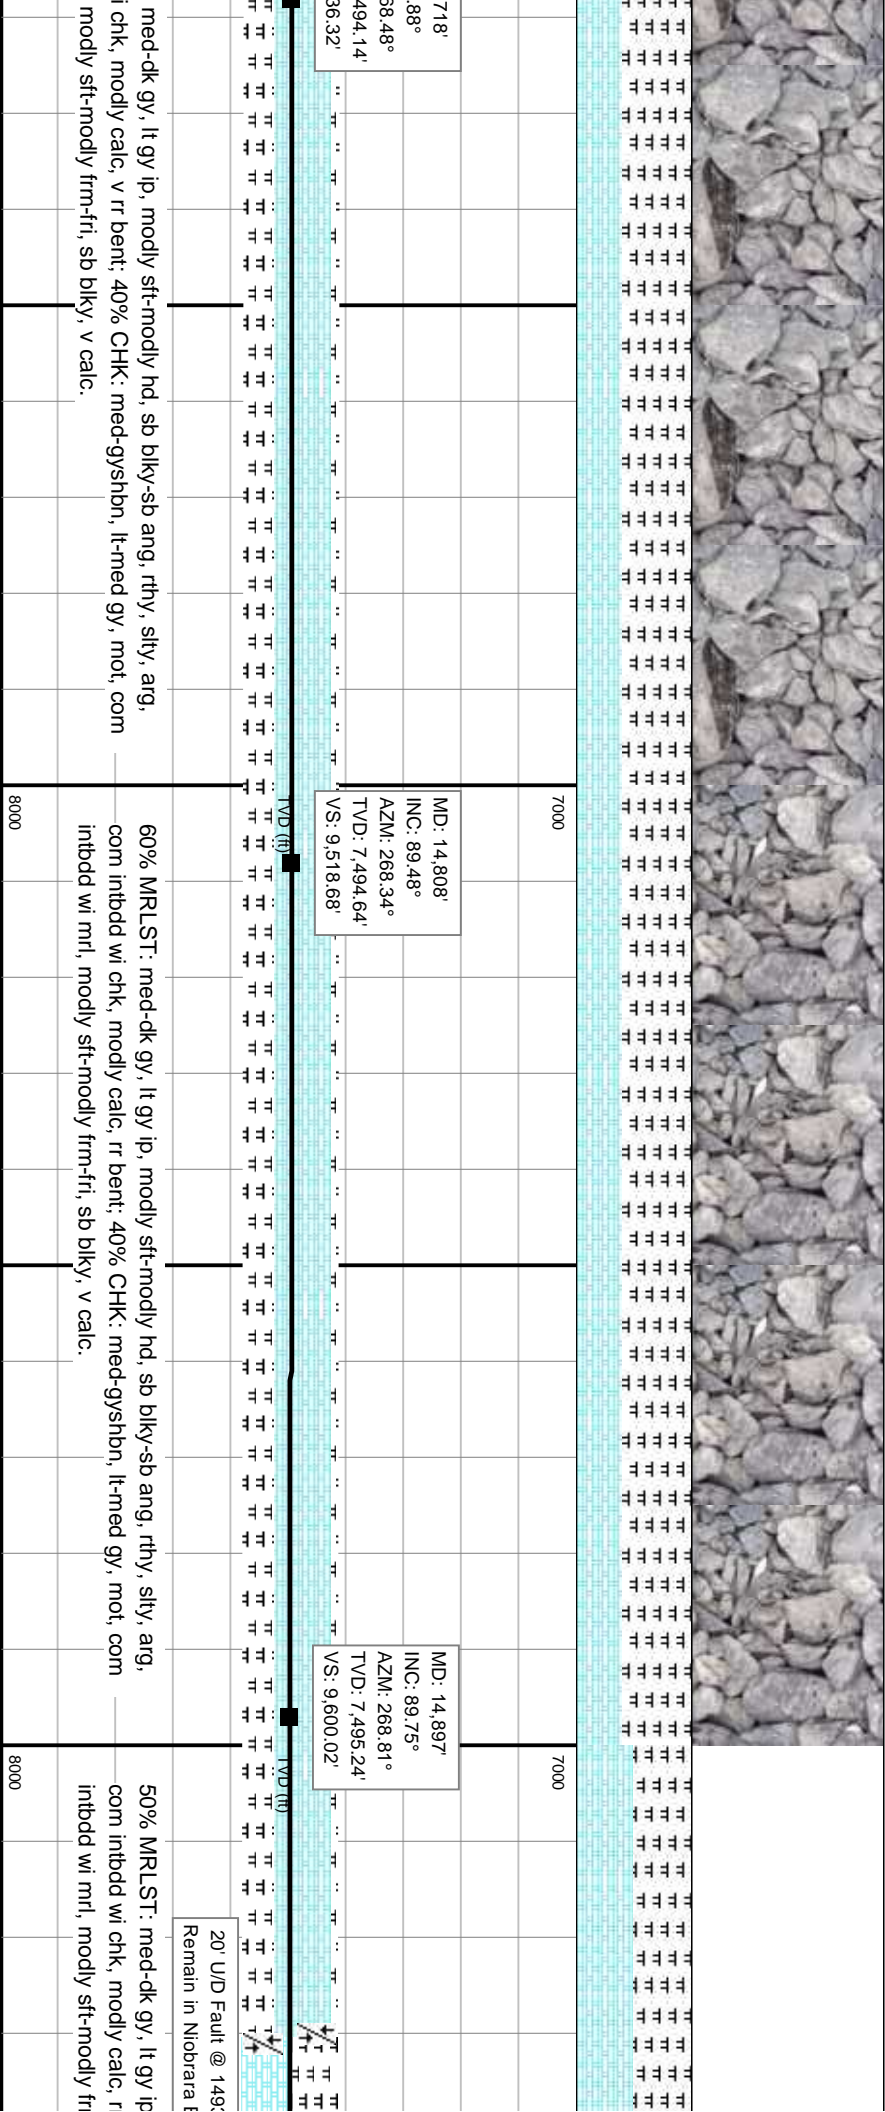 718'
.88°
68.48°
494.14'
36.32'
med-dk gy, lt gy ip, modly sft-modly hd, sb blky-sb ang, rthy, slty, arg,
i chk, modly calc, v rr bent; 40% CHK: med-gyshbn, lt-med gy, mot, com
modly sft-modly frm-fri, sb blky, v calc.
7000
MD: 14,808'
INC: 89.48°
AZM: 268.34°
TVD: 7,494.64'
VS: 9,518.68'
TVD (ft)
8000
60% MRLST: med-dk gy, lt gy ip, modly sft-modly hd, sb blky-sb ang, rthy, slty, arg,
com intbdd wi chk, modly calc, rr bent; 40% CHK: med-gyshbn, lt-med gy, mot, com
intbdd wi mrl, modly sft-modly frm-fri, sb blky, v calc.
MD: 14,897'
INC: 89.75°
AZM: 268.81°
TVD: 7,495.24'
VS: 9,600.02'
7000
TVD (ft)
8000
20' U/D Fault @ 1493
Remain in Niobrara B
50% MRLST: med-dk gy, lt gy ip
com intbdd wi chk, modly calc, r
intbdd wi mrl, modly sft-modly fr